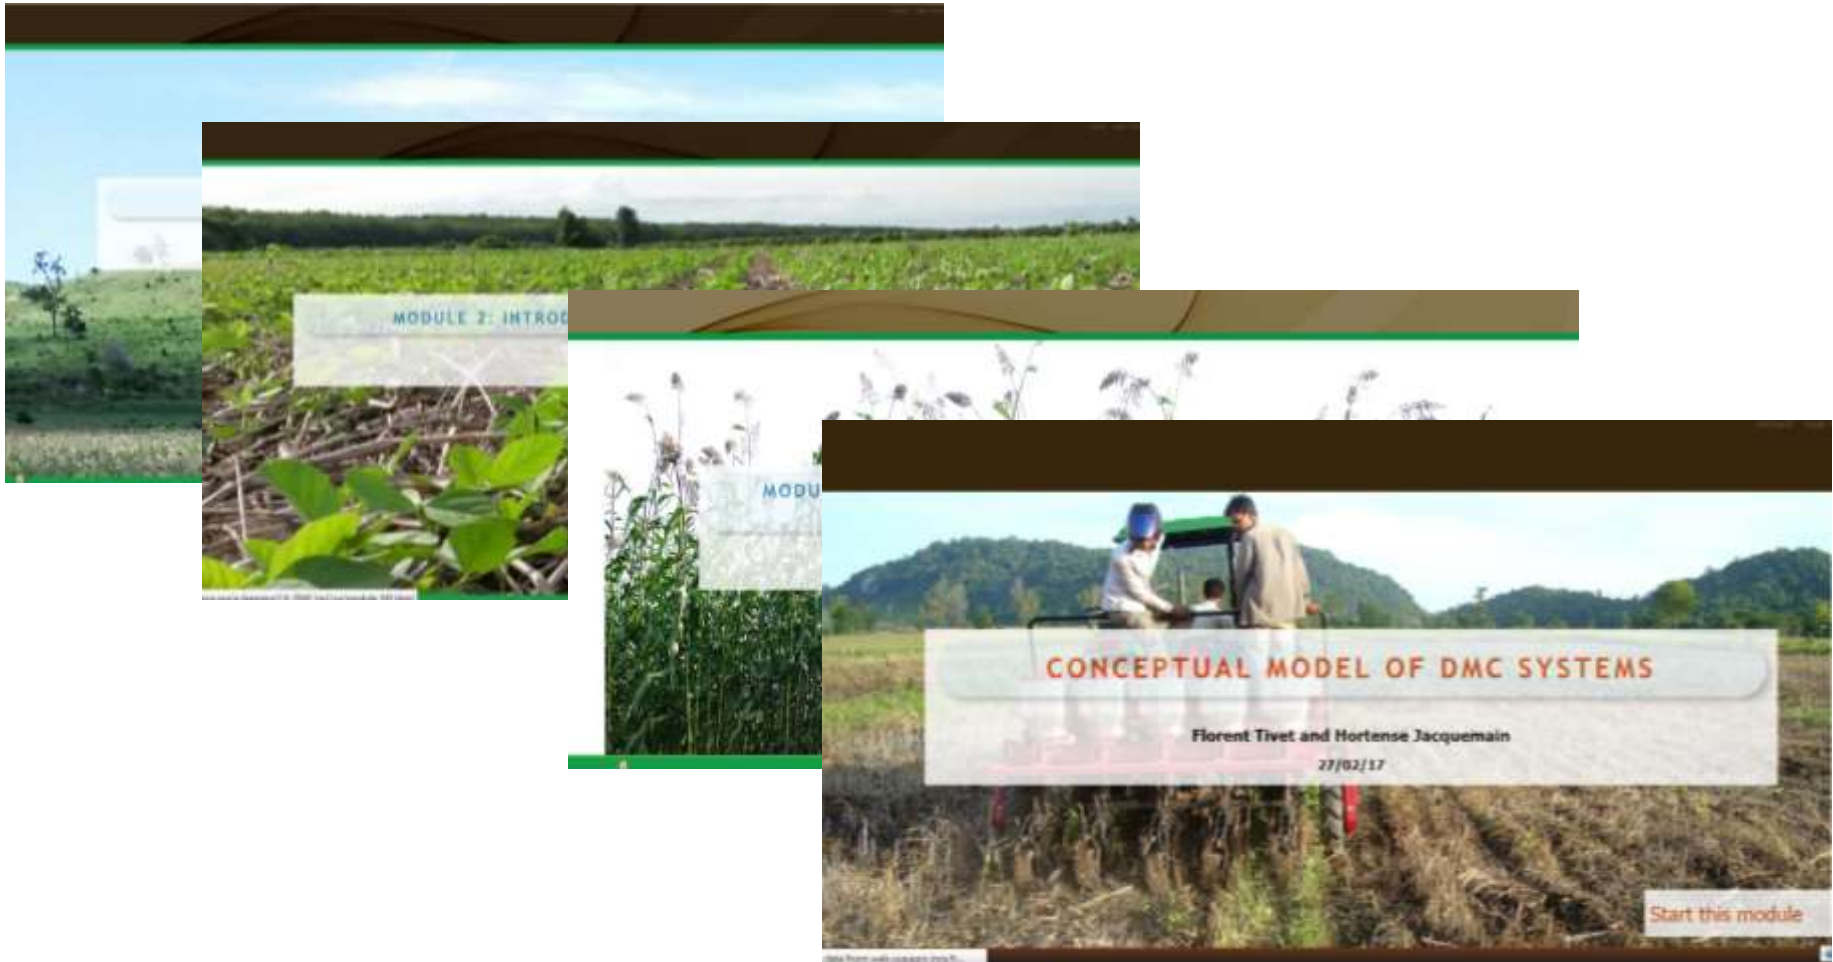 MODULE 2: INTROD
MODU
CONCEPTUAL MODEL OF DMC SYSTEMS
Florent Tivet and Hortense Jacquemain
27/02/17
Start this module